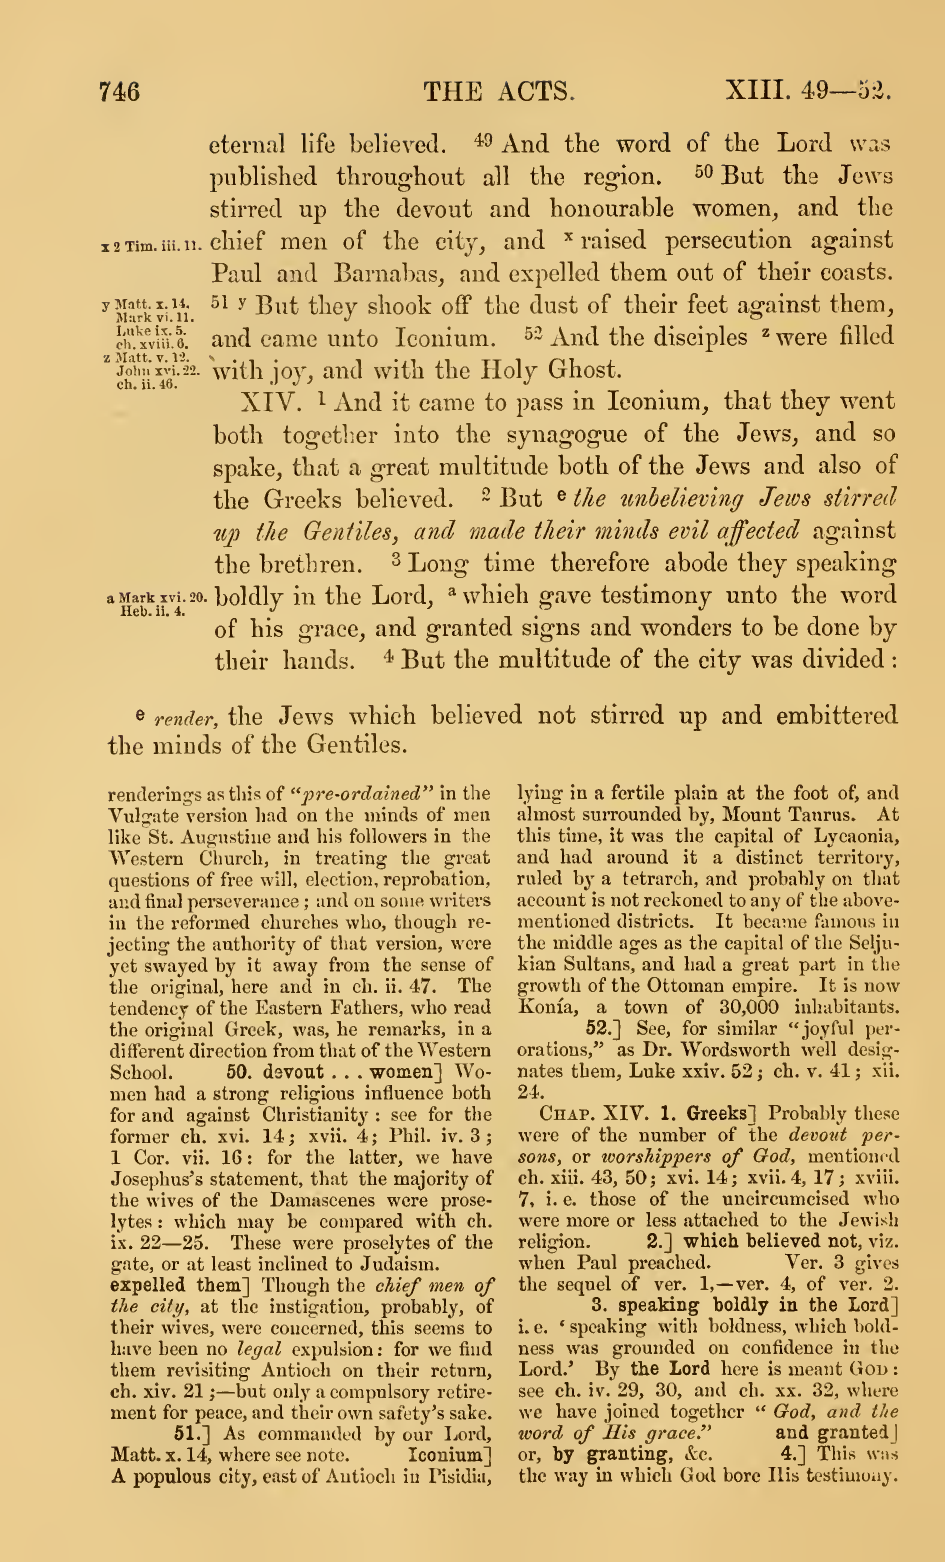 746 THE ACTS. XIII. 49—52.
eternal life believed. 49 And the word of the Lord was
published throughout all the region. 50 But the Jews
stirred up the devout and honourable women, and the
x 2 Tim. iii. 11. chief men of the city, and x raised persecution against
Paul and Barnabas, and expelled them out of their coasts.
y Matt. x. 14.
Mark vi. 11.
Luke ix. 5.
ch. xviii. 6.
z Matt. v. 12.
John xvi. 22.
ch. ii. 46.
51 y But they shook off the dust of their feet against them,
and came unto Iconium. 52 And the disciples z were filled
with joy, and with the Holy Ghost.
XIV. 1 And it came to pass in Iconium, that they went
both together into the synagogue of the Jews, and so
spake, that a great multitude both of the Jews and also of
the Greeks believed. 2 But e the unbelieving Jews stirred
up the Gentiles, and made their minds evil affected against
the brethren. 3 Long time therefore abode they speaking
a Mark xvi. 20.
Heb. ii. 4.
boldly in the Lord, a which gave testimony unto the word
of his grace, and granted signs and wonders to be done by
their hands. 4 But the multitude of the city was divided :
e render, the Jews which believed not stirred up and embittered
the minds of the Gentiles.
renderings as this of “pre-ordained” in the
Vulgate version had on the minds of men
like St. Augustine and his followers in the
Western Church, in treating the great
questions of free will, election, reprobation,
and final perseverance ; and on some writers
in the reformed churches who, though re-
jecting the authority of that version, were
yet swayed by it away from the sense of
the original, here and in ch. ii. 47. The
tendency of the Eastern Fathers, who read
the original Greek, was, he remarks, in a
different direction from that of the Western
School. 50. devout . . . women] Wo-
men had a strong religious influence both
for and against Christianity : see for the
former ch. xvi. 14 ; xvii. 4 ; Phil. iv. 3 ;
1 Cor. vii. 16 : for the latter, we have
Josephus's statement, that the majority of
the wives of the Damascenes were prose-
lytes : which may be compared with ch.
ix. 22—25. These were proselytes of the
gate, or at least inclined to Judaism.
expelled them] Though the chief men of
the city, at the instigation, probably, of
their wives, were concerned, this seems to
have been no legal expulsion : for we find
them revisiting Antioch on their return,
ch. xiv. 21 ;—but only a compulsory retire-
ment for peace, and their own safety's sake.
51.] As commanded by our Lord,
Matt. x. 14, where see note. Iconium]
A populous city, east of Antioch in Pisidia,
lying in a fertile plain at the foot of, and
almost surrounded by, Mount Taurus. At
this time, it was the capital of Lycaonia,
and had around it a distinct territory,
ruled by a tetrarch, and probably on that
account is not reckoned to any of the above-
mentioned districts. It became famous in
the middle ages as the capital of the Selju-
kian Sultans, and had a great part in the
growth of the Ottoman empire. It is now
Konía, a town of 30,000 inhabitants.
52.] See, for similar “joyful per-
orations,” as Dr. Wordsworth well desig-
nates them, Luke xxiv. 52 ; ch. v. 41 ; xii.
24.
CHAP. XIV. 1. Greeks] Probably these
were of the number of the devout per-
sons, or worshippers of God, mentioned
ch. xiii. 43, 50 ; xvi. 14 ; xvii. 4, 17 ; xviii.
7, i. e. those of the uncircumcised who
were more or less attached to the Jewish
religion. 2.] which believed not, viz.
when Paul preached. Ver. 3 gives
the sequel of ver. 1,—ver. 4, of ver. 2.
3. speaking boldly in the Lord]
i. e. ‘speaking with boldness, which bold-
ness was grounded on confidence in the
Lord.’ By the Lord here is meant GOD :
see ch. iv. 29, 30, and ch. xx. 32, where
we have joined together “God, and the
word of His grace.” and granted]
or, by granting, &c. 4.] This was
the way in which God bore His testimony.